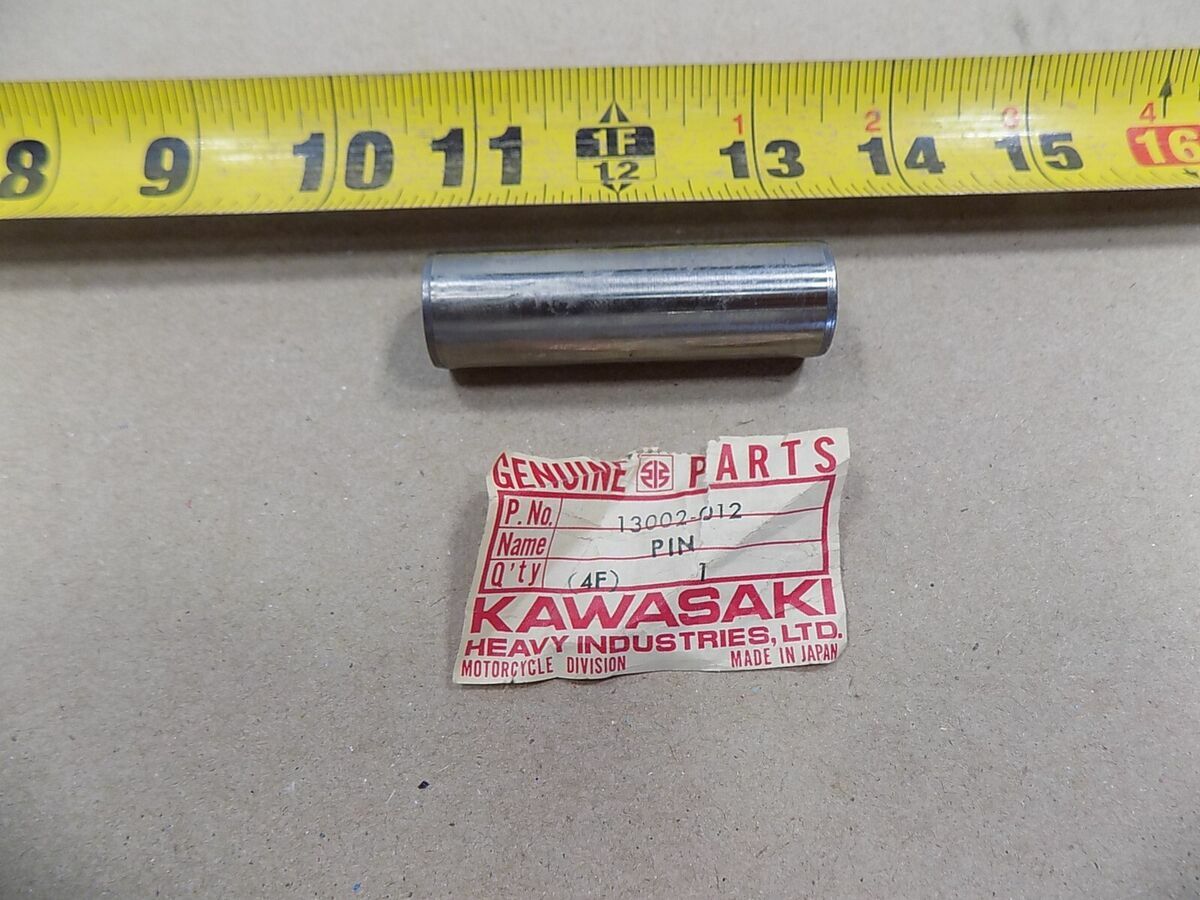 1 2 3 4
8 9 10 11 1F 12 13 14 15 16
GENUINE PARTS
P. No. 13002-012
Name PIN
Q'ty (4F) 1
KAWASAKI
HEAVY INDUSTRIES, LTD.
MOTORCYCLE DIVISION MADE IN JAPAN